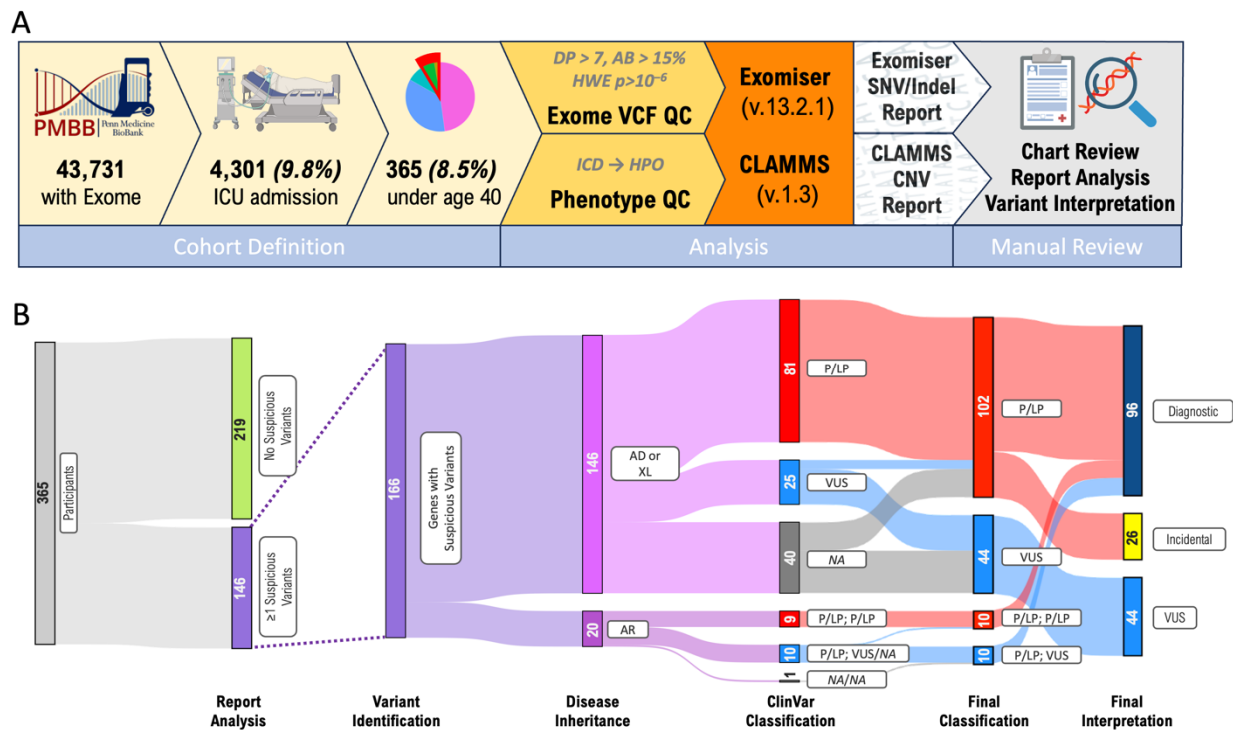 A
PMBB
Penn Medicine
BioBank
43,731
with Exome
4,301 (9.8%)
ICU admission
365 (8.5%)
under age 40
DP > 7, AB > 15%
HWE p>10⁻⁶
Exome VCF QC
ICD → HPO
Phenotype QC
Exomiser
(v.13.2.1)
CLAMMS
(v.1.3)
Exomiser
SNV/Indel
Report
CLAMMS
CNV
Report
Chart Review
Report Analysis
Variant Interpretation
Cohort Definition
Analysis
Manual Review
B
365
Participants
219
No Suspicious
Variants
146
≥1 Suspicious
Variants
166
Genes with
Suspicious Variants
146
AD or
XL
20
AR
81
P/LP
25
VUS
40
NA
9
P/LP; P/LP
10
P/LP; VUS/NA
1
NA/NA
102
P/LP
44
VUS
10
P/LP; P/LP
10
P/LP; VUS
96
Diagnostic
26
Incidental
44
VUS
Report
Analysis
Variant
Identification
Disease
Inheritance
ClinVar
Classification
Final
Classification
Final
Interpretation